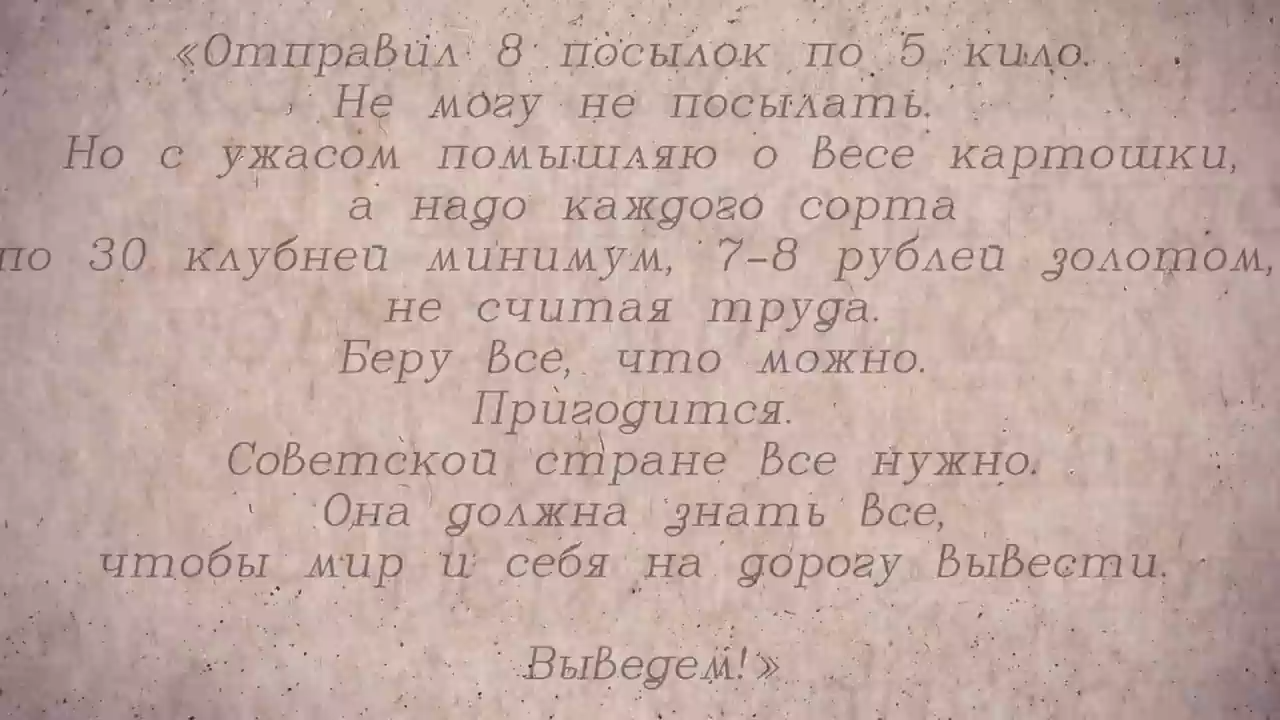 «Отправил 8 посылок по 5 кило.
Не могу не посылать.
Но с ужасом помышляю о весе картошки,
а надо каждого сорта
по 30 клубней минимум, 7-8 рублей золотом,
не считая труда.
Беру все, что можно.
Пригодится.
Советской стране все нужно.
Она должна знать все,
чтобы мир и себя на дорогу вывести.
Выведем!»